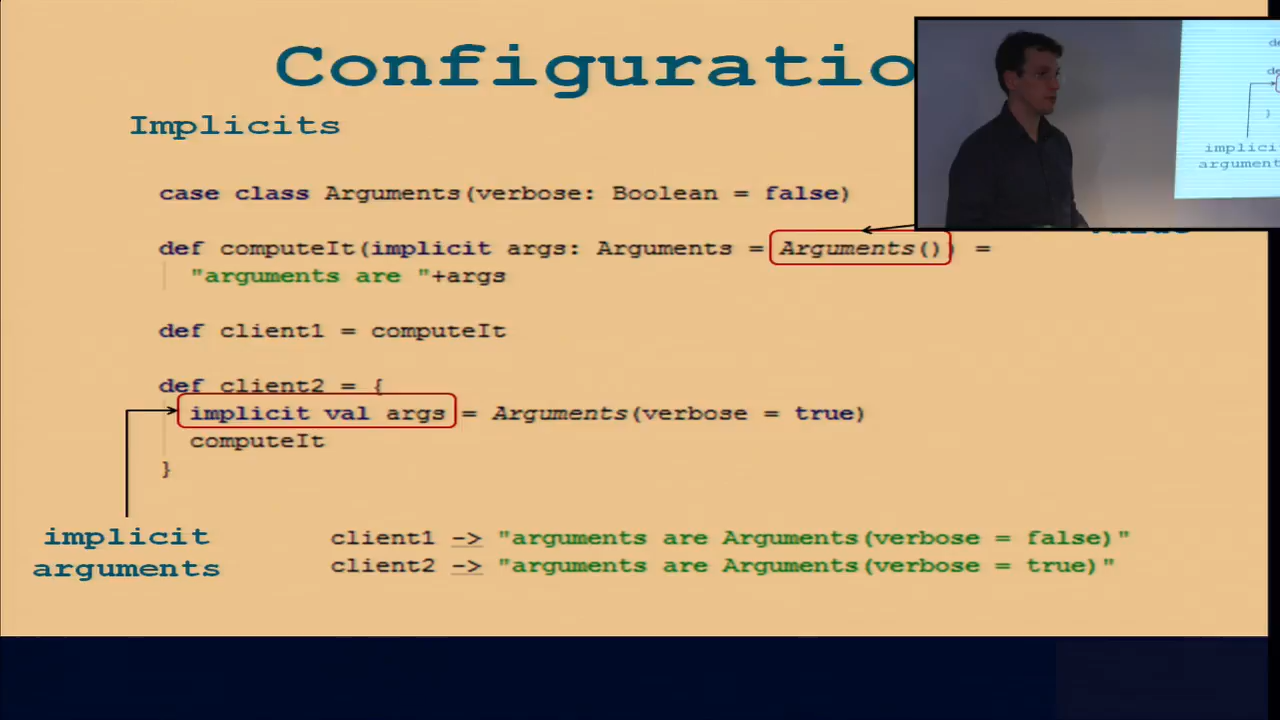 Configuratio
Implicits
case class Arguments(verbose: Boolean = false)
def computeIt(implicit args: Arguments = Arguments()) =
"arguments are "+args
def client1 = computeIt
def client2 = {
implicit val args = Arguments(verbose = true)
computeIt
}
implicit
arguments
client1 -> "arguments are Arguments(verbose = false)"
client2 -> "arguments are Arguments(verbose = true)"
implici
argument